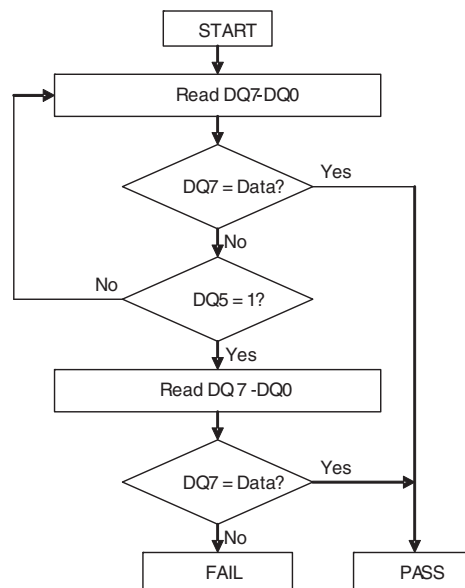 START
Read DQ7-DQ0
DQ7 = Data?
Yes
No
DQ5 = 1?
No
Yes
Read DQ 7 -DQ0
DQ7 = Data?
Yes
No
FAIL
PASS